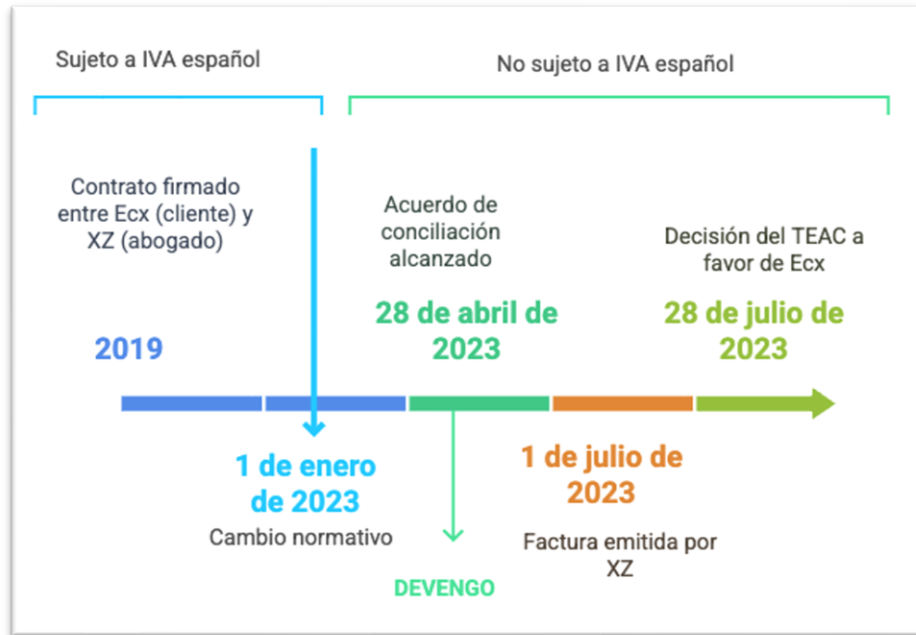 Sujeto a IVA español
No sujeto a IVA español
Contrato firmado
entre Ecx (cliente) y
XZ (abogado)
2019
1 de enero
de 2023
Cambio normativo
Acuerdo de
conciliación
alcanzado
28 de abril de
2023
DEVENGO
1 de julio de
2023
Factura emitida por
XZ
Decisión del TEAC a
favor de Ecx
28 de julio de
2023